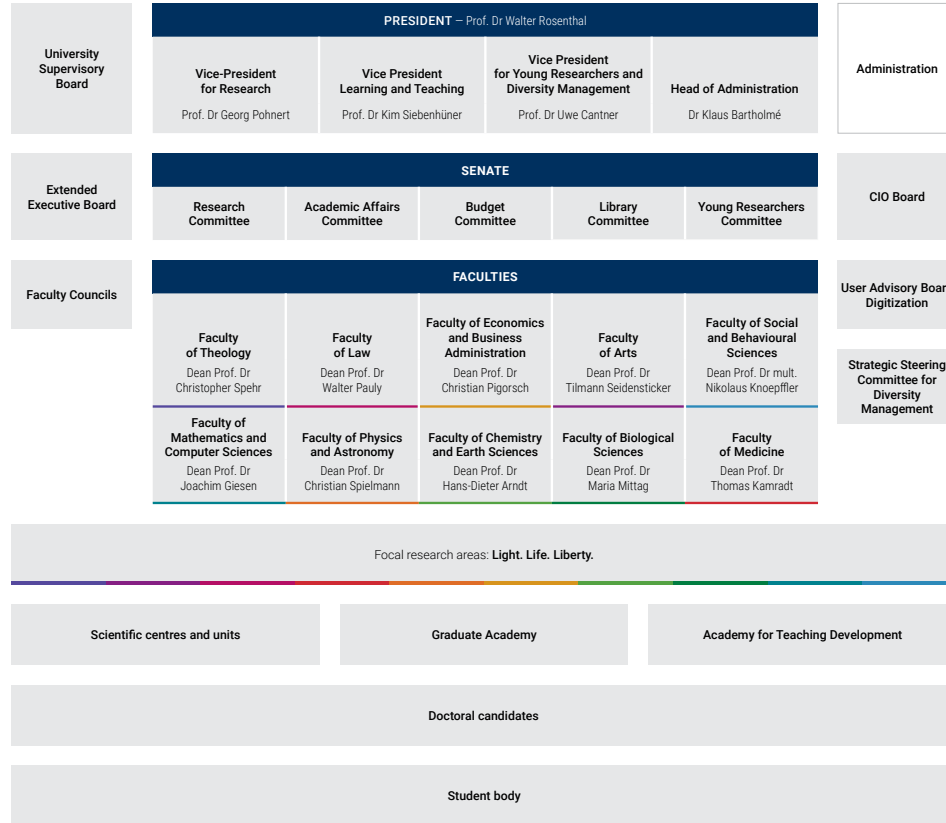 University
Supervisory
Board
PRESIDENT – Prof. Dr Walter Rosenthal
Vice-President
for Research
Prof. Dr Georg Pohnert
Vice President
Learning and Teaching
Prof. Dr Kim Siebenhüner
Vice President
for Young Researchers and
Diversity Management
Prof. Dr Uwe Cantner
Head of Administration
Dr Klaus Bartholmé
Administration
Extended
Executive Board
SENATE
Research
Committee
Academic Affairs
Committee
Budget
Committee
Library
Committee
Young Researchers
Committee
CIO Board
Faculty Councils
FACULTIES
Faculty
of Theology
Dean Prof. Dr
Christopher Spehr
Faculty
of Law
Dean Prof. Dr
Walter Pauly
Faculty of Economics
and Business
Administration
Dean Prof. Dr
Christian Pigorsch
Faculty
of Arts
Dean Prof. Dr
Tilmann Seidensticker
Faculty of Social
and Behavioural
Sciences
Dean Prof. Dr mult.
Nikolaus Knoepffler
Faculty of
Mathematics and
Computer Sciences
Dean Prof. Dr
Joachim Giesen
Faculty of Physics
and Astronomy
Dean Prof. Dr
Christian Spielmann
Faculty of Chemistry
and Earth Sciences
Dean Prof. Dr
Hans-Dieter Arndt
Faculty of Biological
Sciences
Dean Prof. Dr
Maria Mittag
Faculty
of Medicine
Dean Prof. Dr
Thomas Kamradt
User Advisory Boar
Digitization
Strategic Steering
Committee for
Diversity
Management
Focal research areas: Light. Life. Liberty.
Scientific centres and units
Graduate Academy
Academy for Teaching Development
Doctoral candidates
Student body